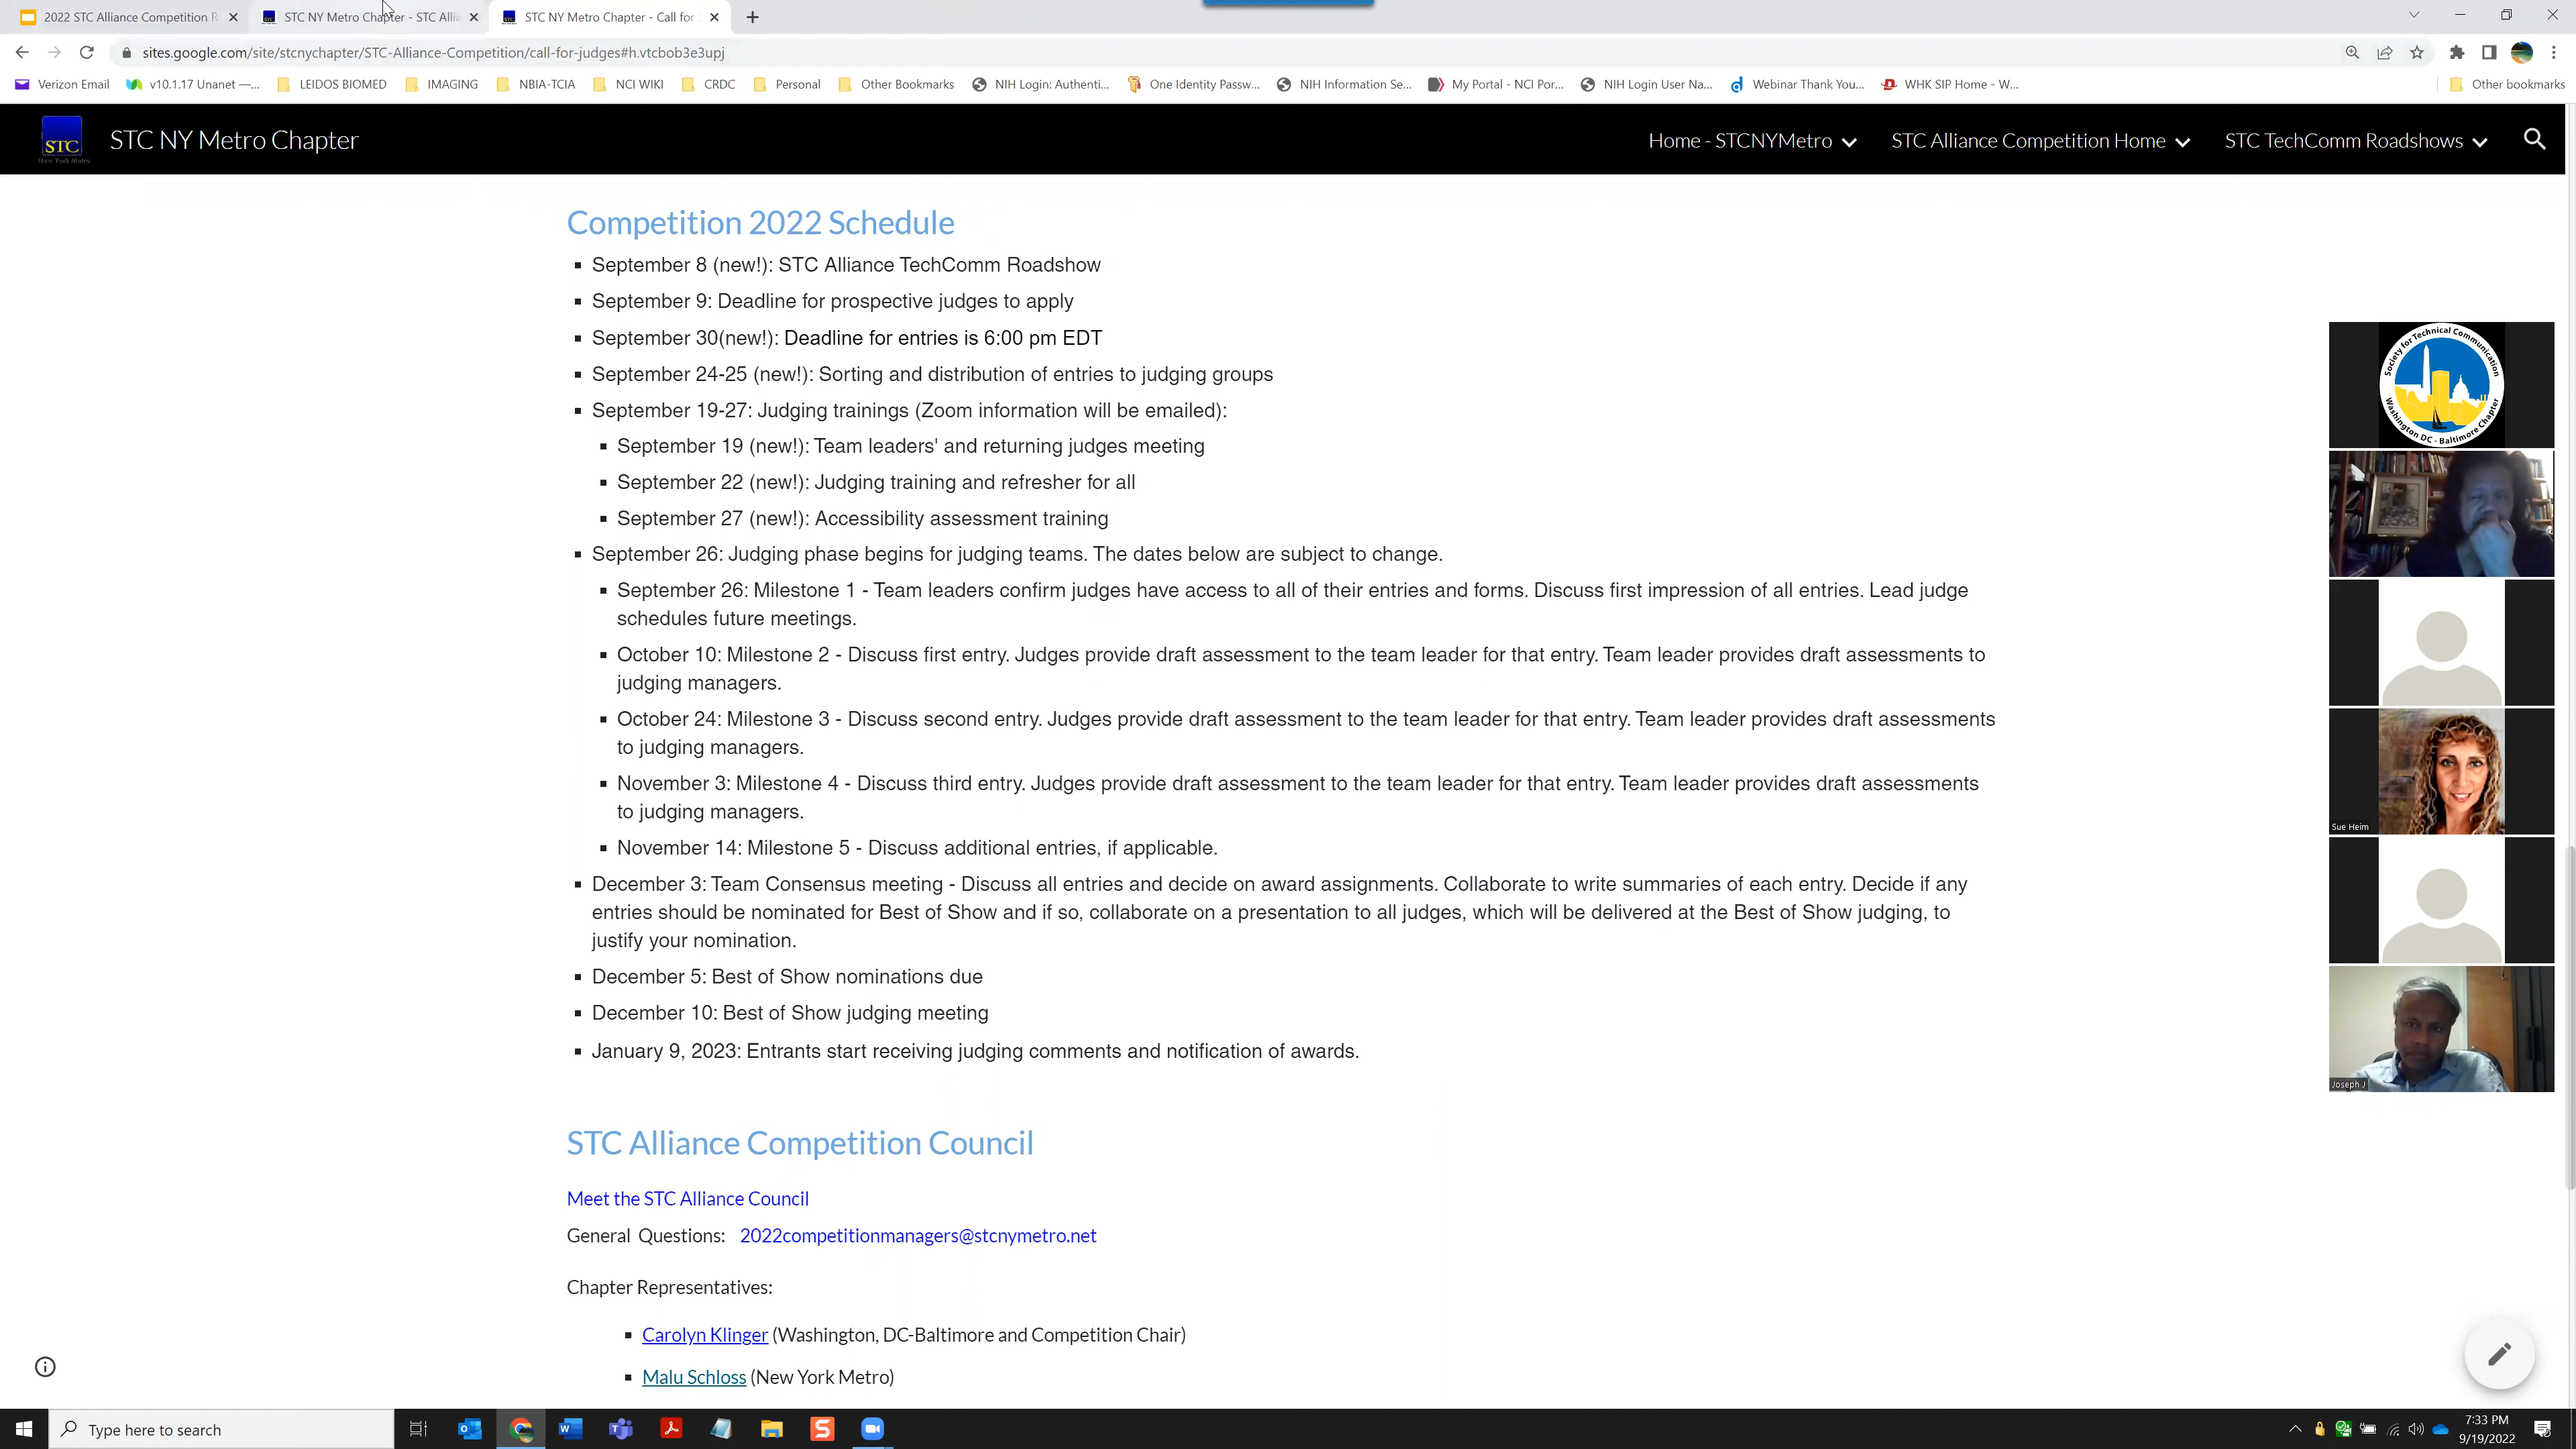 2022 STC Alliance Competition R
STC NY Metro Chapter - STC Allia
STC NY Metro Chapter - Call for
sites.google.com/site/stcnychapter/STC-Alliance-Competition/call-for-judges#h.vtcbob3e3upj
Verizon Email
v10.1.17 Unanet —...
LEIDOS BIOMED
IMAGING
NBIA-TCIA
NCI WIKI
CRDC
Personal
Other Bookmarks
NIH Login: Authenti...
One Identity Passw...
NIH Information Se...
My Portal - NCI Por...
NIH Login User Na...
Webinar Thank You...
WHK SIP Home - W...
Other bookmarks
STC
New York Metro
STC NY Metro Chapter
Home - STCNYMetro
STC Alliance Competition Home
STC TechComm Roadshows
Competition 2022 Schedule
September 8 (new!): STC Alliance TechComm Roadshow
September 9: Deadline for prospective judges to apply
September 30(new!): Deadline for entries is 6:00 pm EDT
September 24-25 (new!): Sorting and distribution of entries to judging groups
September 19-27: Judging trainings (Zoom information will be emailed):
September 19 (new!): Team leaders' and returning judges meeting
September 22 (new!): Judging training and refresher for all
September 27 (new!): Accessibility assessment training
September 26: Judging phase begins for judging teams. The dates below are subject to change.
September 26: Milestone 1 - Team leaders confirm judges have access to all of their entries and forms. Discuss first impression of all entries. Lead judge
schedules future meetings.
October 10: Milestone 2 - Discuss first entry. Judges provide draft assessment to the team leader for that entry. Team leader provides draft assessments to
judging managers.
October 24: Milestone 3 - Discuss second entry. Judges provide draft assessment to the team leader for that entry. Team leader provides draft assessments
to judging managers.
November 3: Milestone 4 - Discuss third entry. Judges provide draft assessment to the team leader for that entry. Team leader provides draft assessments
to judging managers.
November 14: Milestone 5 - Discuss additional entries, if applicable.
December 3: Team Consensus meeting - Discuss all entries and decide on award assignments. Collaborate to write summaries of each entry. Decide if any
entries should be nominated for Best of Show and if so, collaborate on a presentation to all judges, which will be delivered at the Best of Show judging, to
justify your nomination.
December 5: Best of Show nominations due
December 10: Best of Show judging meeting
January 9, 2023: Entrants start receiving judging comments and notification of awards.
STC Alliance Competition Council
Meet the STC Alliance Council
General Questions: 2022competitionmanagers@stcnymetro.net
Chapter Representatives:
Carolyn Klinger (Washington, DC-Baltimore and Competition Chair)
Malu Schloss (New York Metro)
Society for Technical Communication
Washington DC - Baltimore Chapter
Sue Heim
Joseph J
Type here to search
7:33 PM
9/19/2022